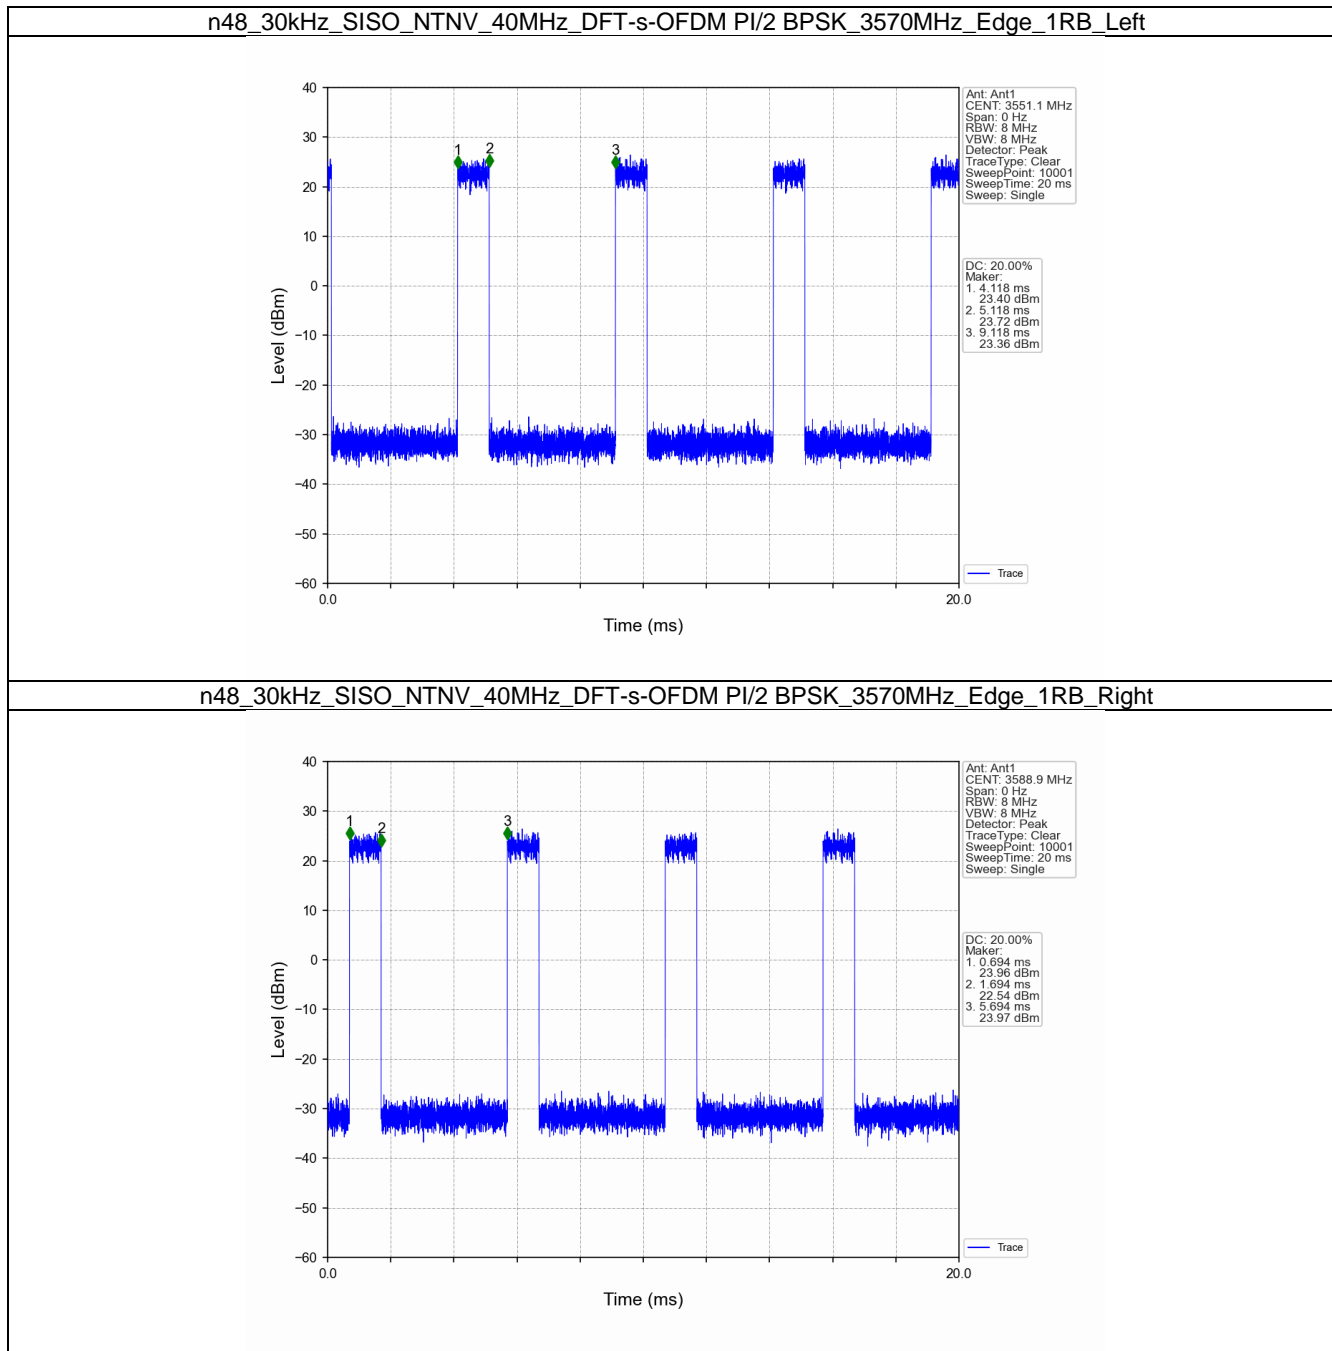 n48_30kHz_SISO_NTNV_40MHz_DFT-s-OFDM PI/2 BPSK_3570MHz_Edge_1RB_Left
40
30
20
10
0
−10
−20
−30
−40
−50
−60
Level (dBm)
1
2
3
0.0
20.0
Time (ms)
Ant: Ant1
CENT: 3551.1 MHz
Span: 0 Hz
RBW: 8 MHz
VBW: 8 MHz
Detector: Peak
TraceType: Clear
SweepPoint: 10001
SweepTime: 20 ms
Sweep: Single
DC: 20.00%
Maker:
1. 4.118 ms
23.40 dBm
2. 5.118 ms
23.72 dBm
3. 9.118 ms
23.36 dBm
Trace
n48_30kHz_SISO_NTNV_40MHz_DFT-s-OFDM PI/2 BPSK_3570MHz_Edge_1RB_Right
40
30
20
10
0
−10
−20
−30
−40
−50
−60
Level (dBm)
1
2
3
0.0
20.0
Time (ms)
Ant: Ant1
CENT: 3588.9 MHz
Span: 0 Hz
RBW: 8 MHz
VBW: 8 MHz
Detector: Peak
TraceType: Clear
SweepPoint: 10001
SweepTime: 20 ms
Sweep: Single
DC: 20.00%
Maker:
1. 0.694 ms
23.96 dBm
2. 1.694 ms
22.54 dBm
3. 5.694 ms
23.97 dBm
Trace